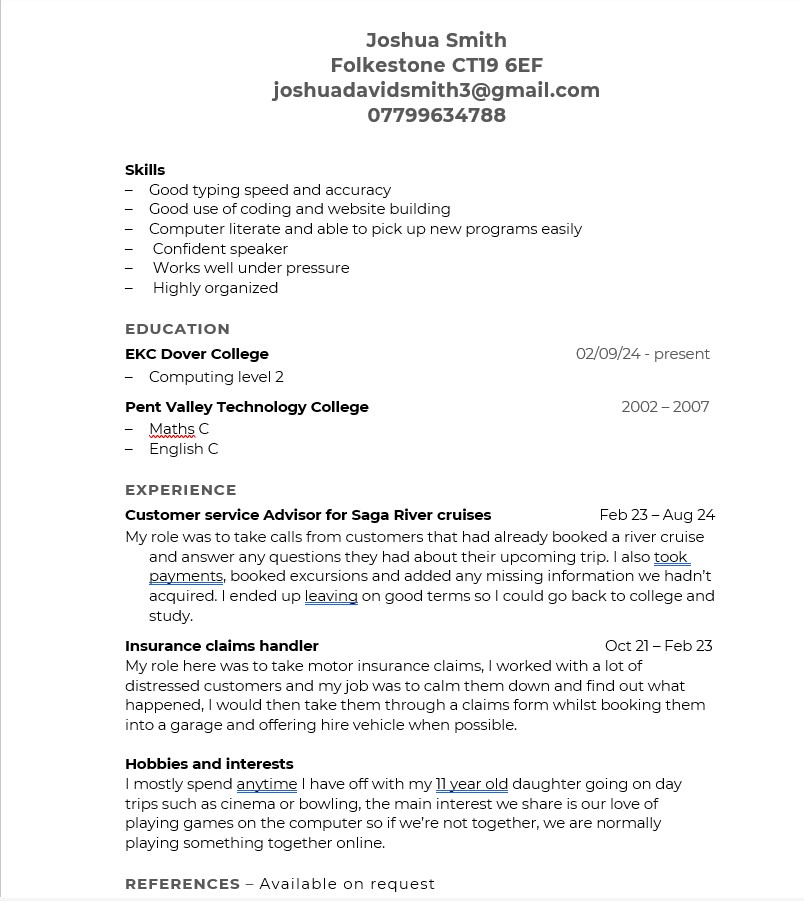 Joshua Smith
Folkestone CT19 6EF
joshuadavidsmith3@gmail.com
07799634788
Skills
– Good typing speed and accuracy
– Good use of coding and website building
– Computer literate and able to pick up new programs easily
– Confident speaker
– Works well under pressure
– Highly organized
EDUCATION
EKC Dover College 02/09/24 - present
– Computing level 2
Pent Valley Technology College 2002 – 2007
– Maths C
– English C
EXPERIENCE
Customer service Advisor for Saga River cruises Feb 23 – Aug 24
My role was to take calls from customers that had already booked a river cruise
and answer any questions they had about their upcoming trip. I also took
payments, booked excursions and added any missing information we hadn’t
acquired. I ended up leaving on good terms so I could go back to college and
study.
Insurance claims handler Oct 21 – Feb 23
My role here was to take motor insurance claims, I worked with a lot of
distressed customers and my job was to calm them down and find out what
happened, I would then take them through a claims form whilst booking them
into a garage and offering hire vehicle when possible.
Hobbies and interests
I mostly spend anytime I have off with my 11 year old daughter going on day
trips such as cinema or bowling, the main interest we share is our love of
playing games on the computer so if we’re not together, we are normally
playing something together online.
REFERENCES – Available on request